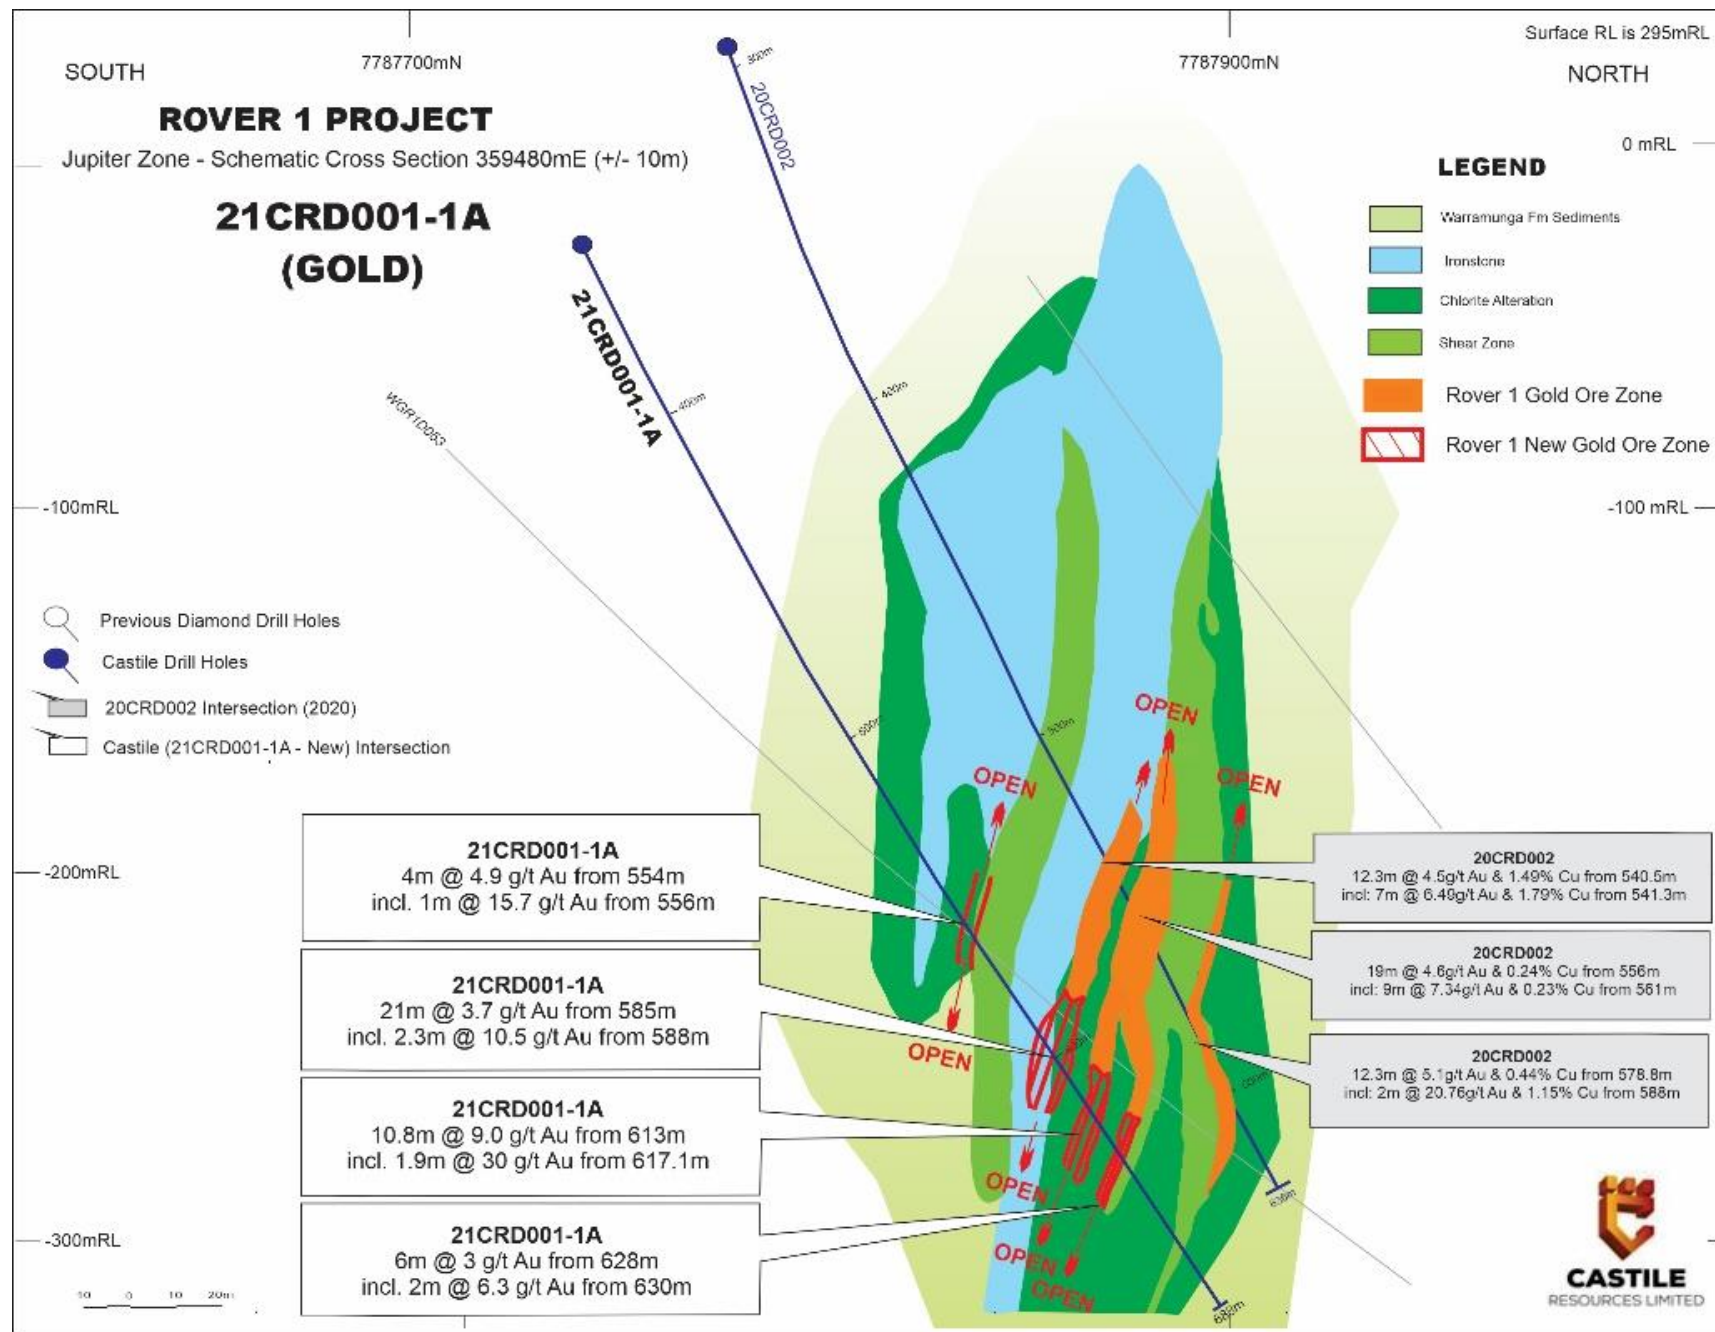 Surface RL is 295mRL
SOUTH
7787700mN
7787900mN
NORTH
ROVER 1 PROJECT
Jupiter Zone - Schematic Cross Section 359480mE (+/- 10m)
21CRD001-1A
(GOLD)
300m
20CRD002
0 mRL
LEGEND
Warramunga Fm Sediments
Ironstone
Chlorite Alteration
Shear Zone
Rover 1 Gold Ore Zone
Rover 1 New Gold Ore Zone
21CRD001-1A
400m
400m
WGR1D053
-100mRL
-100 mRL
Previous Diamond Drill Holes
Castile Drill Holes
20CRD002 Intersection (2020)
Castile (21CRD001-1A - New) Intersection
500m
500m
OPEN
OPEN
OPEN
21CRD001-1A
4m @ 4.9 g/t Au from 554m
incl. 1m @ 15.7 g/t Au from 556m
20CRD002
12.3m @ 4.5g/t Au & 1.49% Cu from 540.5m
incl: 7m @ 6.49g/t Au & 1.79% Cu from 541.3m
-200mRL
20CRD002
19m @ 4.6g/t Au & 0.24% Cu from 556m
incl: 9m @ 7.34g/t Au & 0.23% Cu from 561m
21CRD001-1A
21m @ 3.7 g/t Au from 585m
incl. 2.3m @ 10.5 g/t Au from 588m
OPEN
20CRD002
12.3m @ 5.1g/t Au & 0.44% Cu from 578.8m
incl: 2m @ 20.76g/t Au & 1.15% Cu from 588m
600m
21CRD001-1A
10.8m @ 9.0 g/t Au from 613m
incl. 1.9m @ 30 g/t Au from 617.1m
OPEN
OPEN
OPEN
21CRD001-1A
6m @ 3 g/t Au from 628m
incl. 2m @ 6.3 g/t Au from 630m
-300mRL
10 0 10 20m
CASTILE
RESOURCES LIMITED